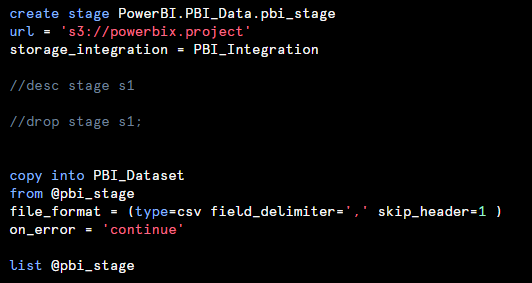 create stage PowerBI.PBI_Data.pbi_stage
url = 's3://powerbix.project'
storage_integration = PBI_Integration
//desc stage s1
//drop stage s1;
copy into PBI_Dataset
from @pbi_stage
file_format = (type=csv field_delimiter=',' skip_header=1 )
on_error = 'continue'
list @pbi_stage